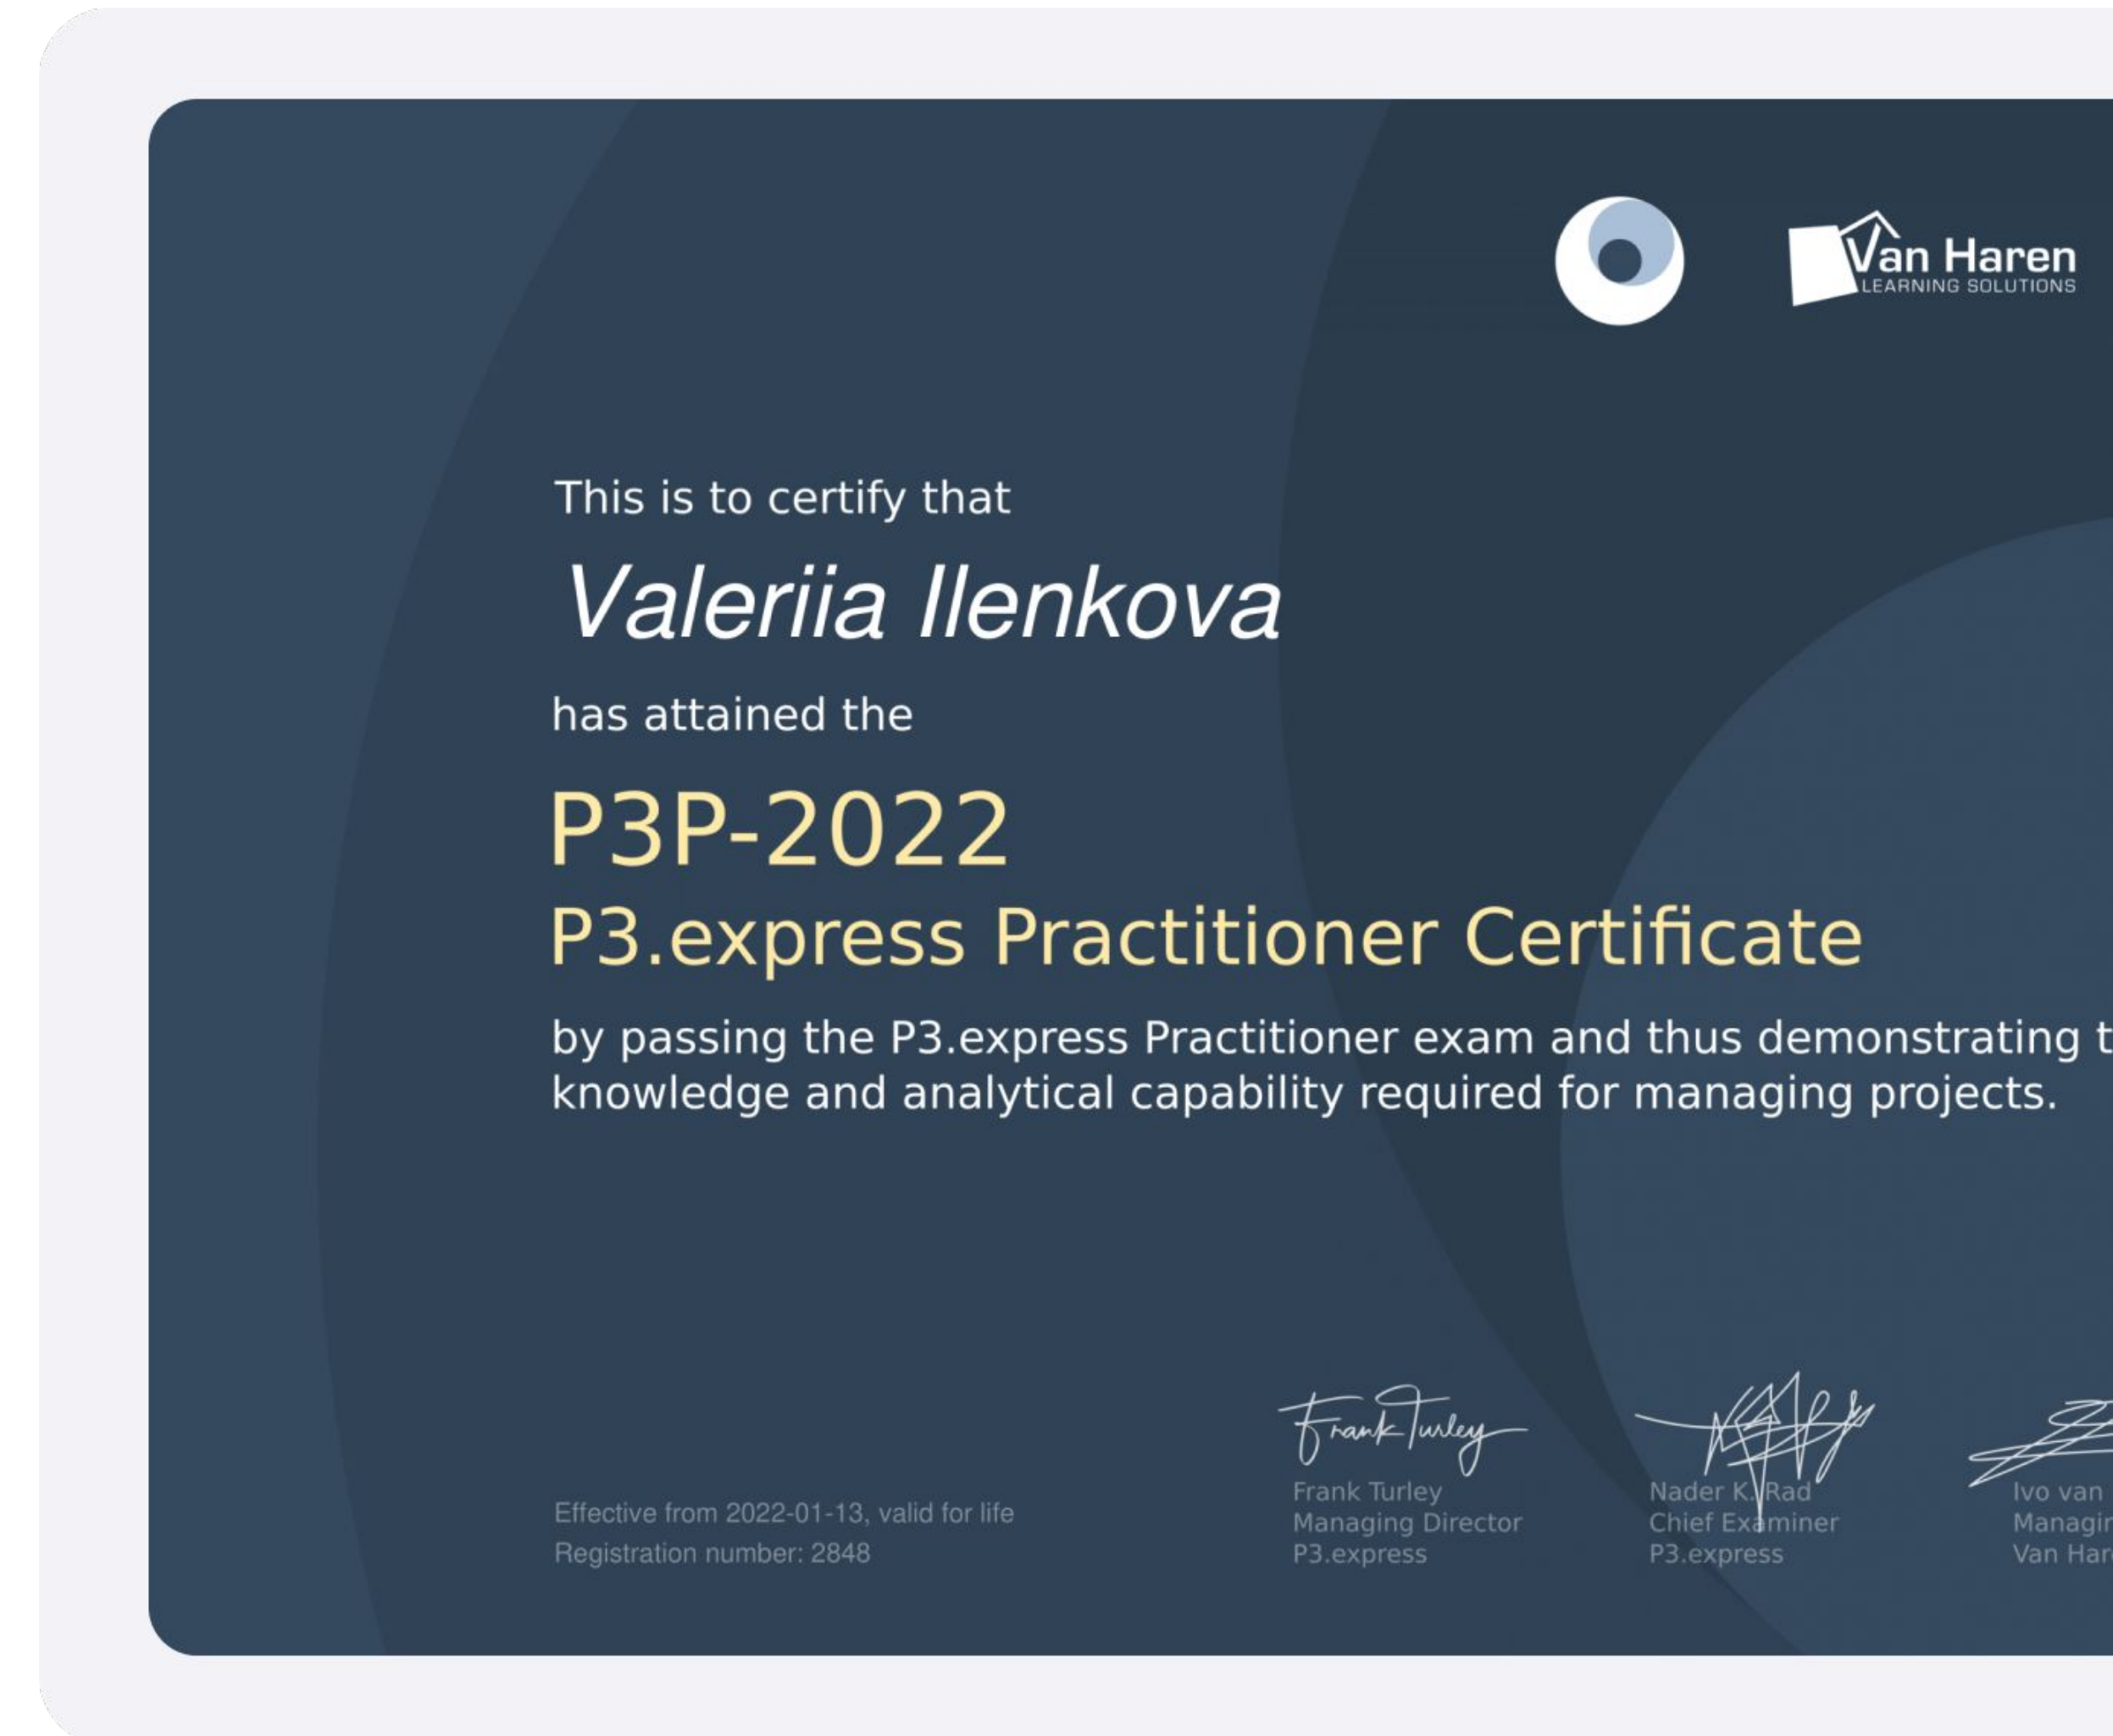 Van Haren
LEARNING SOLUTIONS
This is to certify that
Valeriia Ilenkova
has attained the
P3P-2022
P3.express Practitioner Certificate
by passing the P3.express Practitioner exam and thus demonstrating
knowledge and analytical capability required for managing projects.
Frank Turley
Frank Turley
Managing Director
P3.express
Nader K. Rad
Chief Examiner
P3.express
Ivo van
Van
Effective from 2022-01-13, valid for life
Registration number: 2848